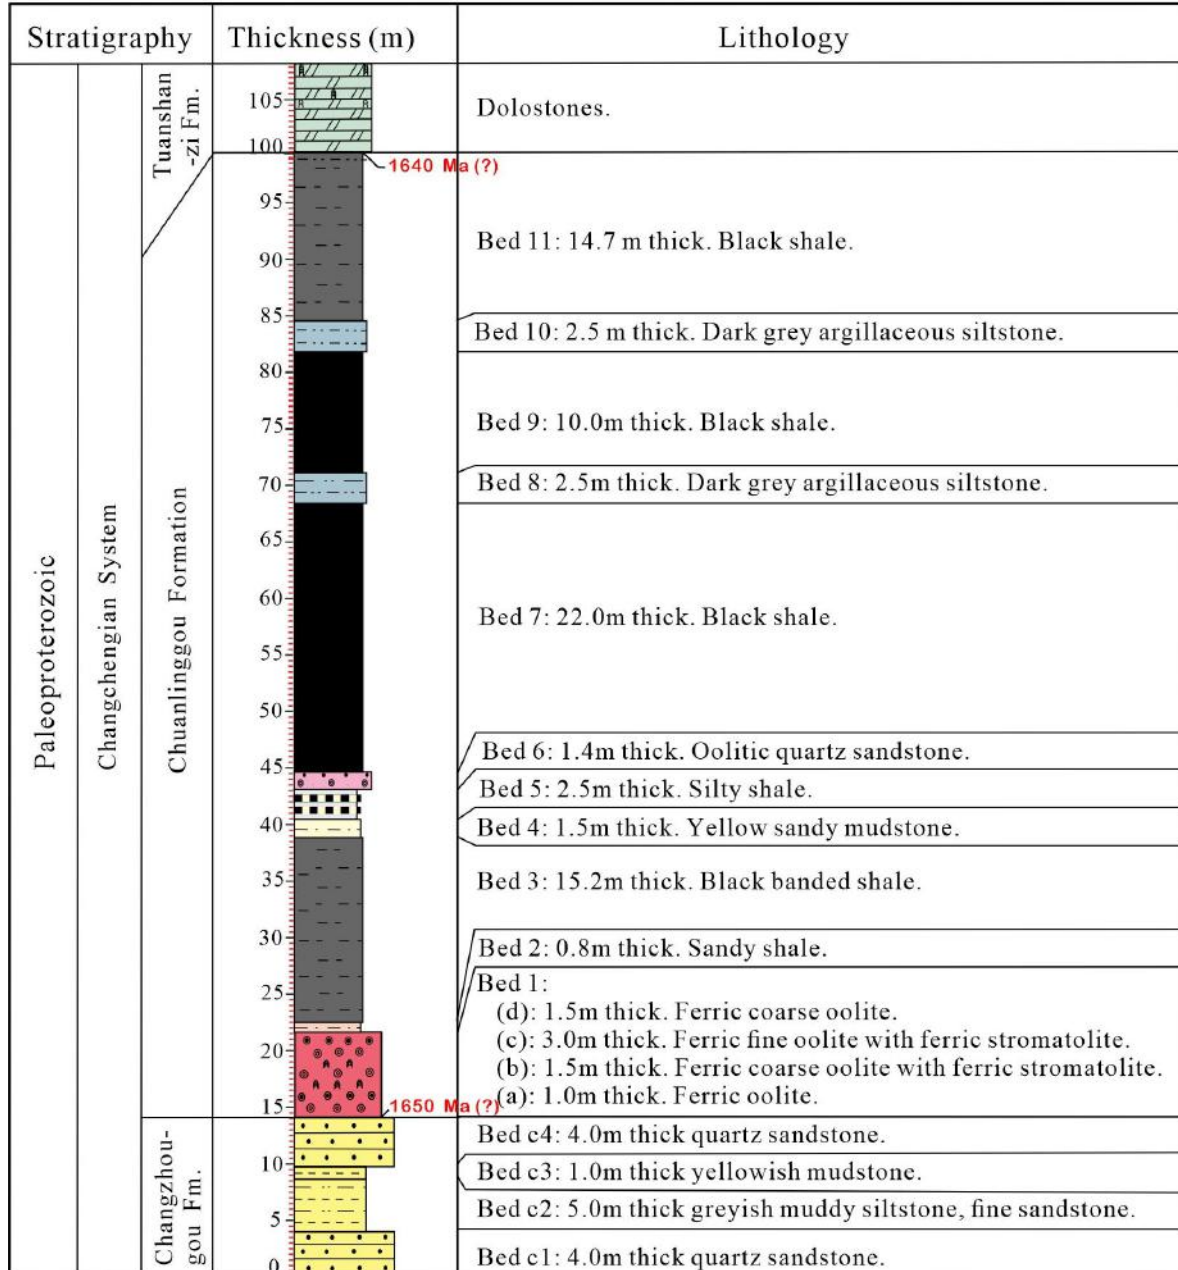 Stratigraphy
Thickness (m)
Lithology
Paleoproterozoic
Changchengian System
Tuanshan
-zi Fm.
Chuanlinggou Formation
Changzhou-
gou Fm.
105
100
95
90
85
80
75
70
65
60
55
50
45
40
35
30
25
20
15
10
5
0
1640 Ma (?)
1650 Ma (?)
Dolostones.
Bed 11: 14.7 m thick. Black shale.
Bed 10: 2.5 m thick. Dark grey argillaceous siltstone.
Bed 9: 10.0m thick. Black shale.
Bed 8: 2.5m thick. Dark grey argillaceous siltstone.
Bed 7: 22.0m thick. Black shale.
Bed 6: 1.4m thick. Oolitic quartz sandstone.
Bed 5: 2.5m thick. Silty shale.
Bed 4: 1.5m thick. Yellow sandy mudstone.
Bed 3: 15.2m thick. Black banded shale.
Bed 2: 0.8m thick. Sandy shale.
Bed 1:
(d): 1.5m thick. Ferric coarse oolite.
(c): 3.0m thick. Ferric fine oolite with ferric stromatolite.
(b): 1.5m thick. Ferric coarse oolite with ferric stromatolite.
(a): 1.0m thick. Ferric oolite.
Bed c4: 4.0m thick quartz sandstone.
Bed c3: 1.0m thick yellowish mudstone.
Bed c2: 5.0m thick greyish muddy siltstone, fine sandstone.
Bed c1: 4.0m thick quartz sandstone.